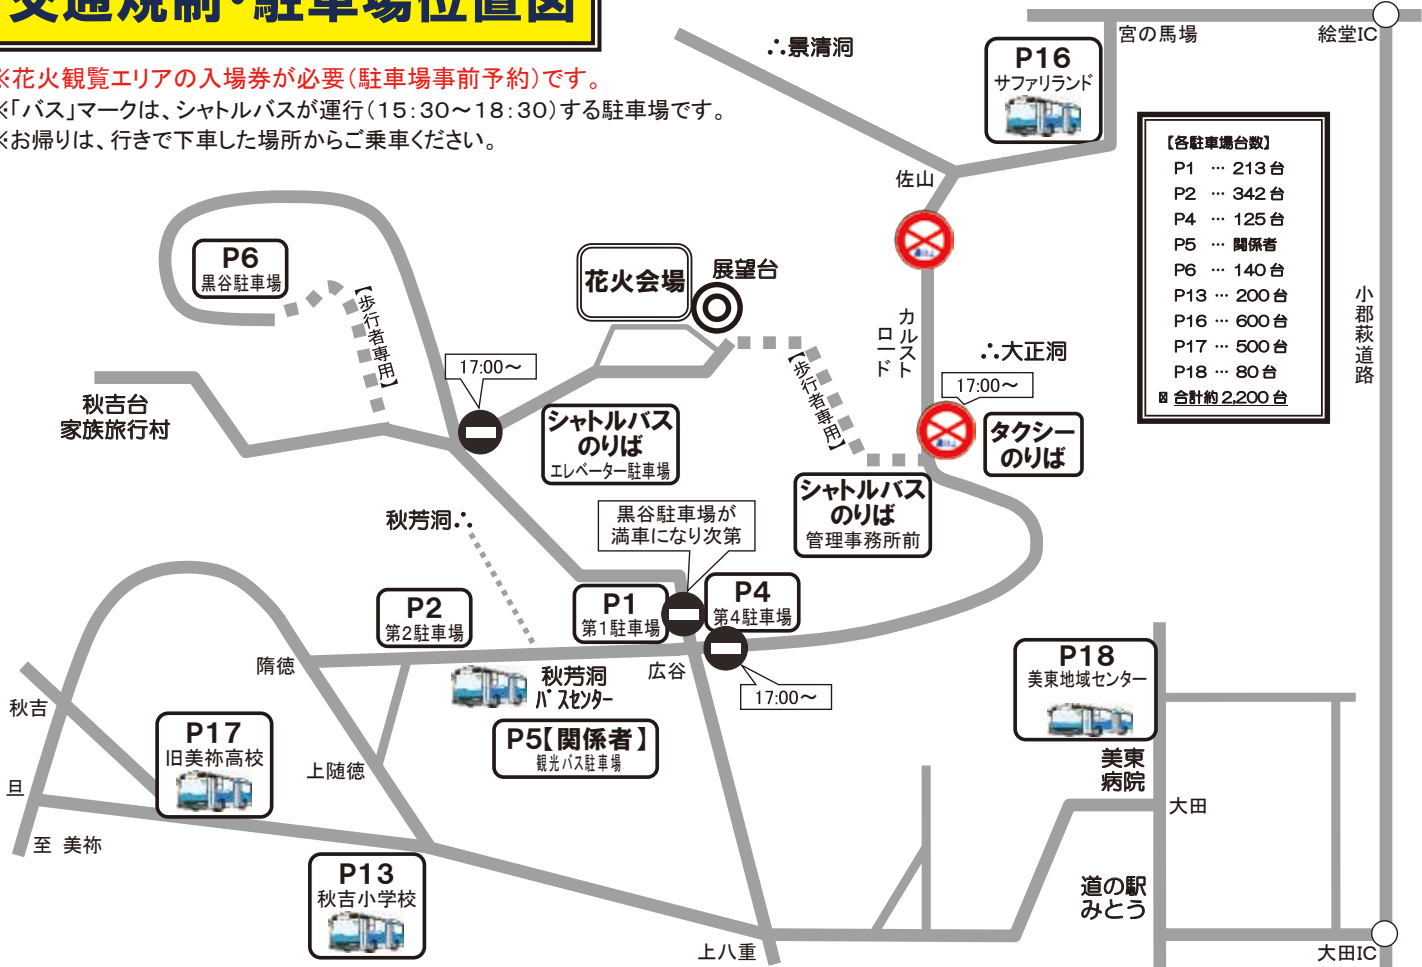 交通規制・駐車場位置図
※花火観覧エリアの入場券が必要(駐車場事前予約)です。
※「バス」マークは、シャトルバスが運行(15:30～18:30)する駐車場です。
※お帰りは、行きで下車した場所からご乗車ください。
∴景清洞
P16
サファリランド
宮の馬場
絵堂IC
【各駐車場台数】
P1 … 213台
P2 … 342台
P4 … 125台
P5 … 関係者
P6 … 140台
P13 … 200台
P16 … 600台
P17 … 500台
P18 … 80台
合計約2,200台
小郡萩道路
佐山
P6
黒谷駐車場
【歩行者専用】
花火会場
展望台
カルスト
ロード
∴大正洞
17:00～
17:00～
秋吉台
家族旅行村
シャトルバス
のりば
エレベーター駐車場
【歩行者専用】
タクシー
のりば
シャトルバス
のりば
管理事務所前
秋芳洞∴
黒谷駐車場が
満車になり次第
P2
第2駐車場
P1
第1駐車場
P4
第4駐車場
隋徳
広谷
秋芳洞
バスセンター
17:00～
P18
美東地域センター
秋吉
P17
旧美祢高校
P5【関係者】
観光バス駐車場
上随徳
美東
病院
旦
大田
至 美祢
P13
秋吉小学校
道の駅
みとう
上八重
大田IC